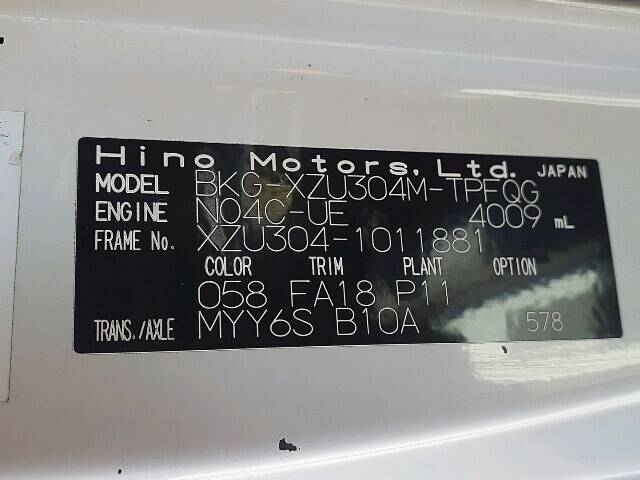 Hino Motors, Ltd. JAPAN
MODEL BKG-XZU304M-TPFQG
ENGINE N04C-UE 4009 mL
FRAME No. XZU304-1011881
COLOR TRIM PLANT OPTION
058 FA18 P11
TRANS./AXLE MYY6S B10A 578